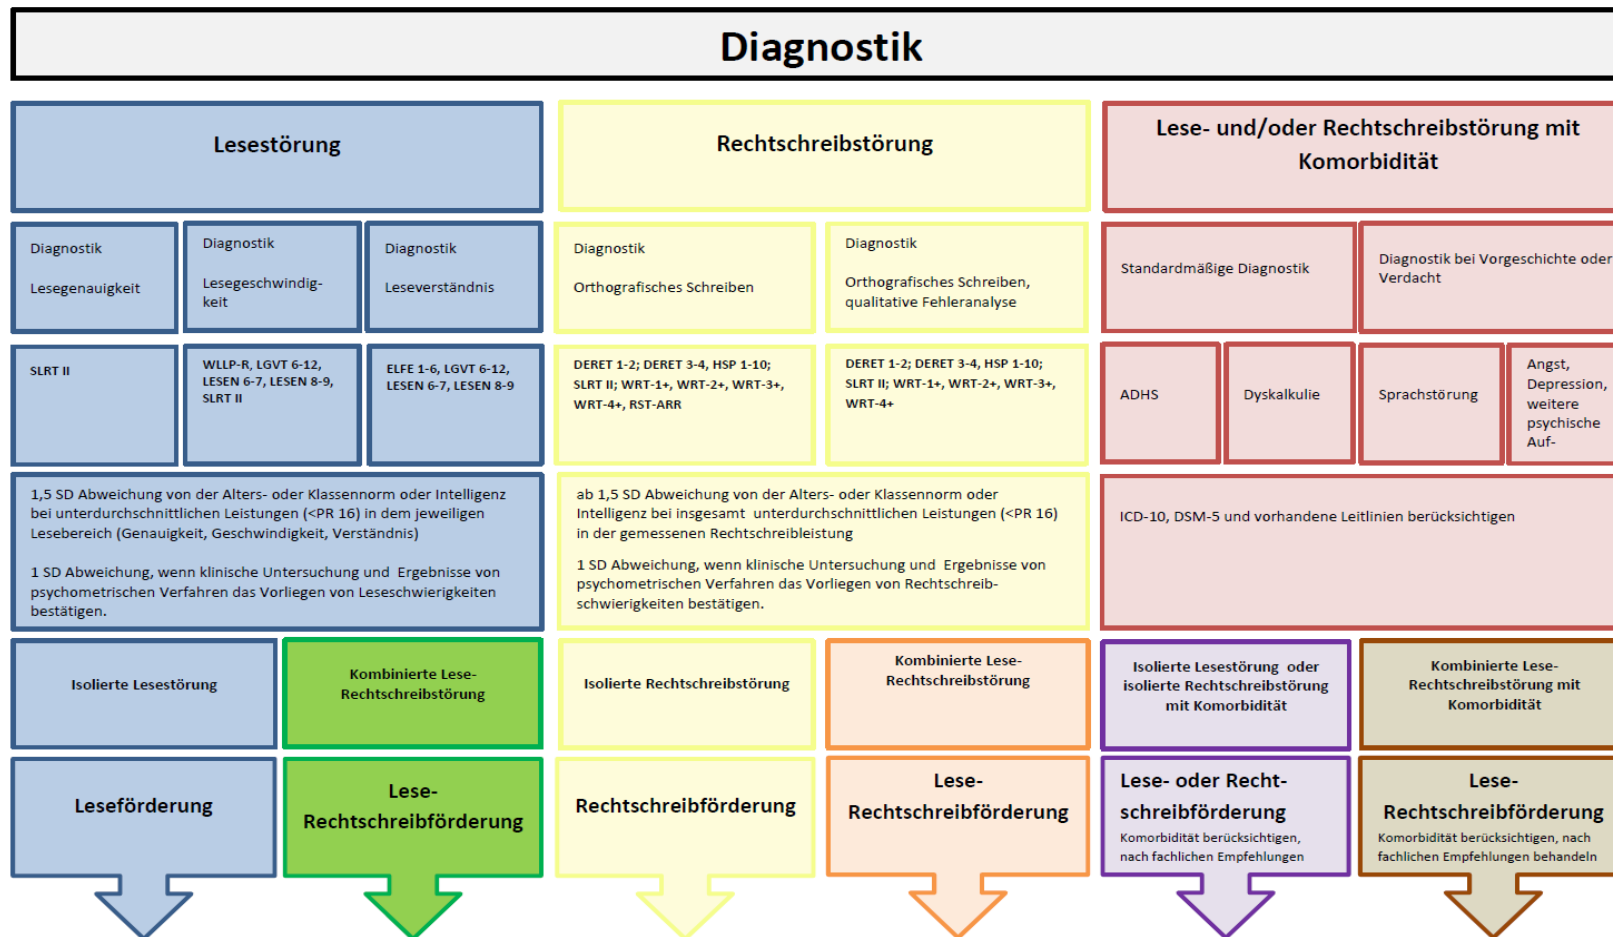 Diagnostik
Lesestörung
Rechtschreibstörung
Lese- und/oder Rechtschreibstörung mit
Komorbidität
Diagnostik
Lesegenauigkeit
Diagnostik
Lesegeschwindig-
keit
Diagnostik
Leseverständnis
Diagnostik
Orthografisches Schreiben
Diagnostik
Orthografisches Schreiben,
qualitative Fehleranalyse
Standardmäßige Diagnostik
Diagnostik bei Vorgeschichte oder
Verdacht
SLRT II
WLLP-R, LGVT 6-12,
LESEN 6-7, LESEN 8-9,
SLRT II
ELFE 1-6, LGVT 6-12,
LESEN 6-7, LESEN 8-9
DERET 1-2; DERET 3-4, HSP 1-10;
SLRT II; WRT-1+, WRT-2+, WRT-3+,
WRT-4+, RST-ARR
DERET 1-2; DERET 3-4, HSP 1-10;
SLRT II; WRT-1+, WRT-2+, WRT-3+,
WRT-4+
ADHS
Dyskalkulie
Sprachstörung
Angst,
Depression,
weitere
psychische
Auf-
1,5 SD Abweichung von der Alters- oder Klassennorm oder Intelligenz
bei unterdurchschnittlichen Leistungen (<PR 16) in dem jeweiligen
Lesebereich (Genauigkeit, Geschwindigkeit, Verständnis)
1 SD Abweichung, wenn klinische Untersuchung und Ergebnisse von
psychometrischen Verfahren das Vorliegen von Leseschwierigkeiten
bestätigen.
ab 1,5 SD Abweichung von der Alters- oder Klassennorm oder
Intelligenz bei insgesamt unterdurchschnittlichen Leistungen (<PR 16)
in der gemessenen Rechtschreibleistung
1 SD Abweichung, wenn klinische Untersuchung und Ergebnisse von
psychometrischen Verfahren das Vorliegen von Rechtschreib-
schwierigkeiten bestätigen.
ICD-10, DSM-5 und vorhandene Leitlinien berücksichtigen
Isolierte Lesestörung
Kombinierte Lese-
Rechtschreibstörung
Isolierte Rechtschreibstörung
Kombinierte Lese-
Rechtschreibstörung
Isolierte Lesestörung oder
isolierte Rechtschreibstörung
mit Komorbidität
Kombinierte Lese-
Rechtschreibstörung mit
Komorbidität
Leseförderung
Lese-
Rechtschreibförderung
Rechtschreibförderung
Lese-
Rechtschreibförderung
Lese- oder Recht-
schreibförderung
Komorbidität berücksichtigen,
nach fachlichen Empfehlungen
Lese-
Rechtschreibförderung
Komorbidität berücksichtigen, nach
fachlichen Empfehlungen behandeln